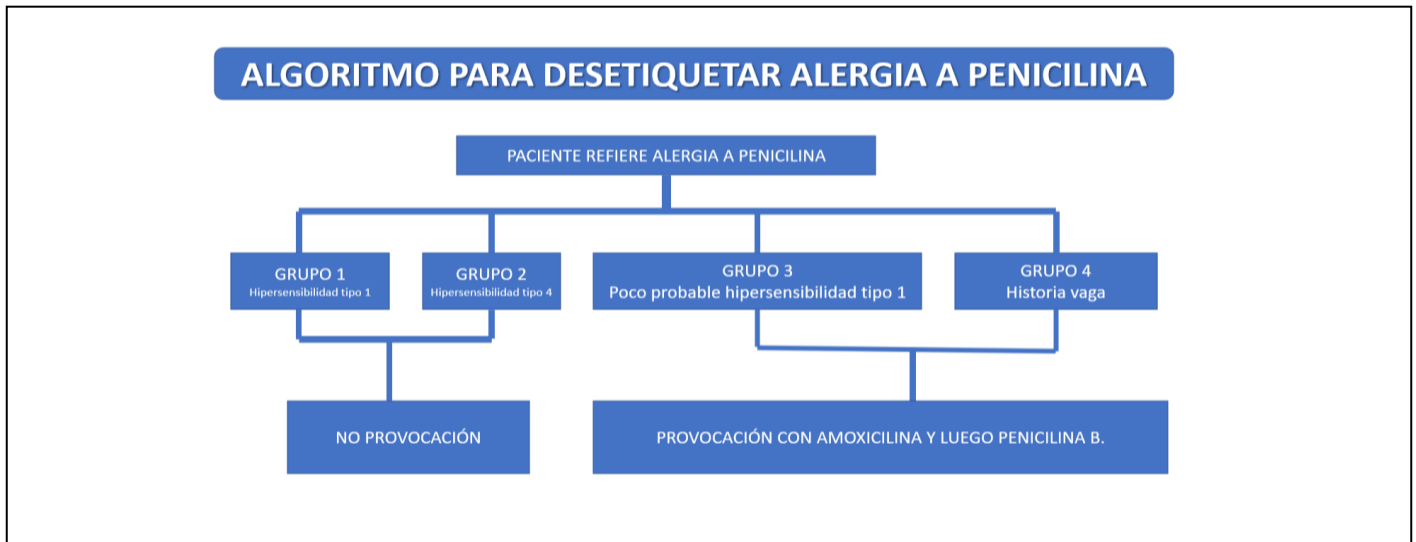 ALGORITMO PARA DESETIQUETAR ALERGIA A PENICILINA
PACIENTE REFIERE ALERGIA A PENICILINA
GRUPO 1
Hipersensibilidad tipo 1
GRUPO 2
Hipersensibilidad tipo 4
GRUPO 3
Poco probable hipersensibilidad tipo 1
GRUPO 4
Historia vaga
NO PROVOCACIÓN
PROVOCACIÓN CON AMOXICILINA Y LUEGO PENICILINA B.